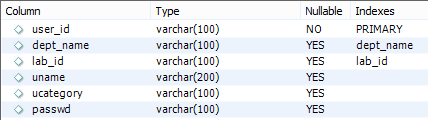 Column Type Nullable Indexes
user_id varchar(100) NO PRIMARY
dept_name varchar(100) YES dept_name
lab_id varchar(100) YES lab_id
uname varchar(200) YES
ucategory varchar(100) YES
passwd varchar(100) YES